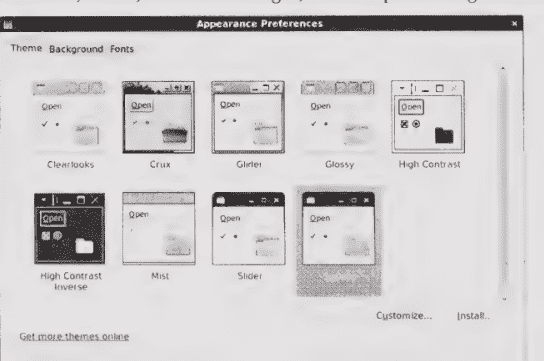 Appearance Preferences
Theme Background Fonts
Open Open Open Open Open
Clearlooks Crux Glider Glossy High Contrast
Open Open Open Open
High Contrast Inverse Mist Slider
Customize... Install..
Get more themes online